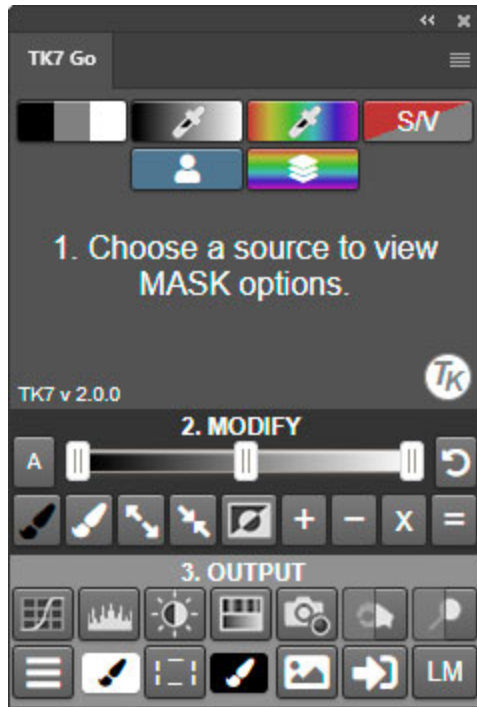 TK7 Go
S/V
1. Choose a source to view
MASK options.
TK7 v 2.0.0
TK
2. MODIFY
A
+ − x =
3. OUTPUT
LM